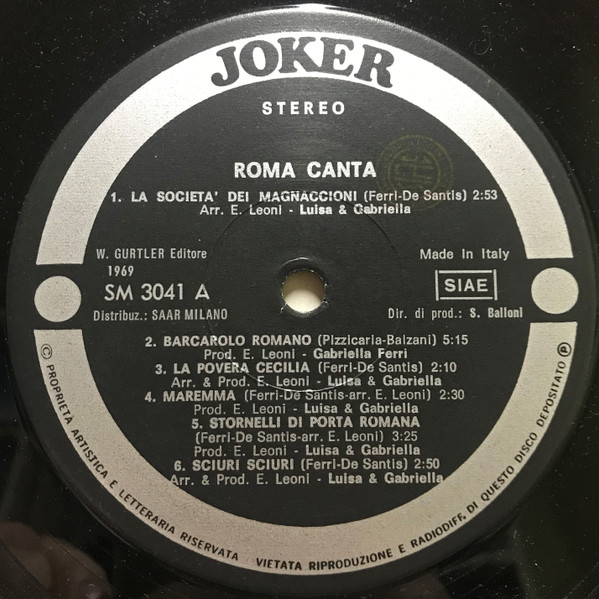 JOKER
STEREO
ROMA CANTA
1. LA SOCIETA' DEI MAGNACCIONI (Ferri-De Santis) 2:53
Arr. E. Leoni - Luisa & Gabriella
W. GURTLER Editore
1969
SM 3041 A
Distribuz.: SAAR MILANO
Made In Italy
SIAE
Dir. di prod.: S. Balloni
2. BARCAROLO ROMANO (Pizzicaria-Balzani) 5:15
Prod. E. Leoni - Gabriella Ferri
3. LA POVERA CECILIA (Ferri-De Santis) 2:10
Arr. & Prod. E. Leoni - Luisa & Gabriella
4. MAREMMA (Ferri-De Santis-arr. E. Leoni) 2:30
Prod. E. Leoni - Luisa & Gabriella
5. STORNELLI DI PORTA ROMANA
(Ferri-De Santis-arr. E. Leoni) 3:25
Prod. E. Leoni - Luisa & Gabriella
6. SCIURI SCIURI (Ferri-De Santis) 2:50
Arr. & Prod. E. Leoni - Luisa & Gabriella
© PROPRIETÀ ARTISTICA E LETTERARIA RISERVATA VIETATA RIPRODUZIONE E RADIODIFF. DI QUESTO DISCO DEPOSITATO ℗